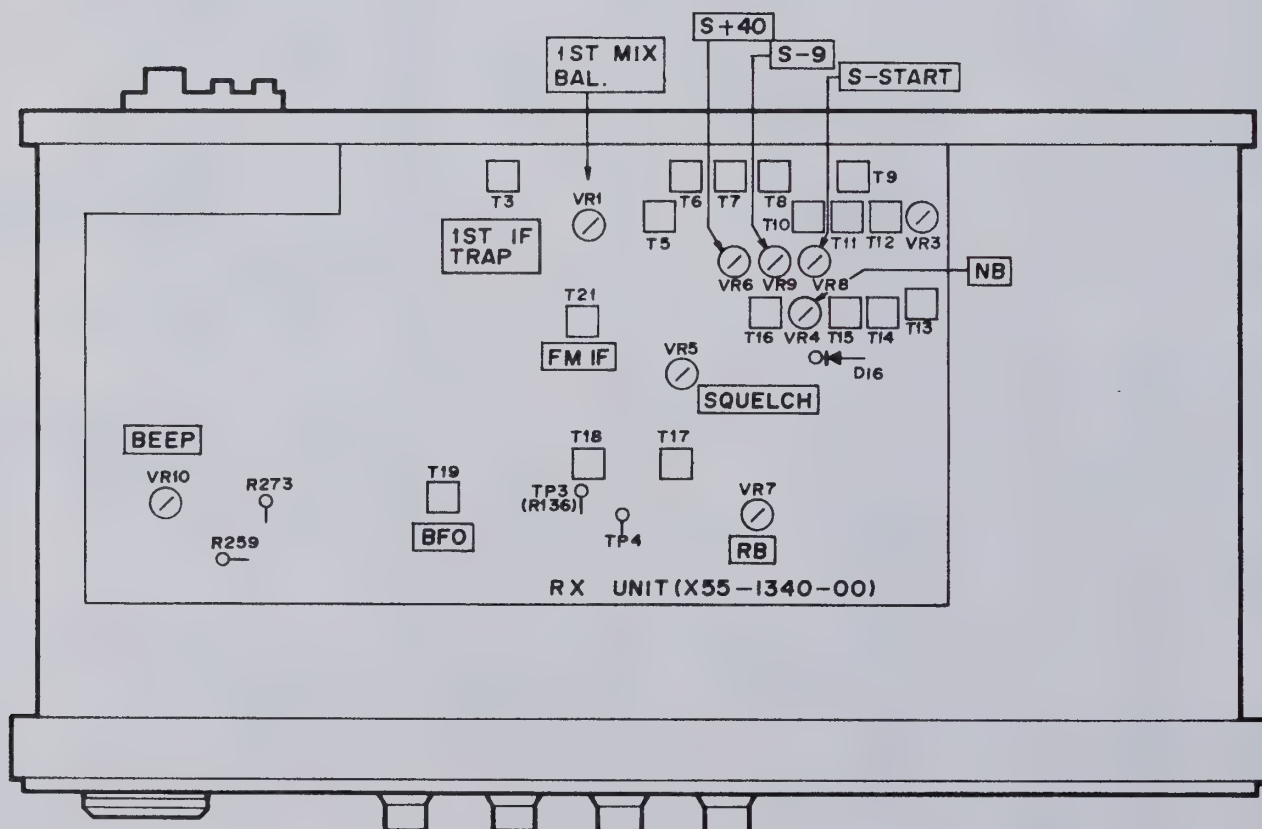 S+40
1ST MIX
BAL.
S-9
S-START
T3
VR1
T6
T7
T8
T9
1ST IF
TRAP
T5
T10
T11
T12
VR3
VR6
VR9
VR8
NB
T21
FM IF
T16
VR4
T15
T14
T13
VR5
D16
SQUELCH
BEEP
VR10
R273
R259
T19
BFO
T18
T17
TP3
(R136)
TP4
VR7
RB
RX UNIT (X55-1340-00)